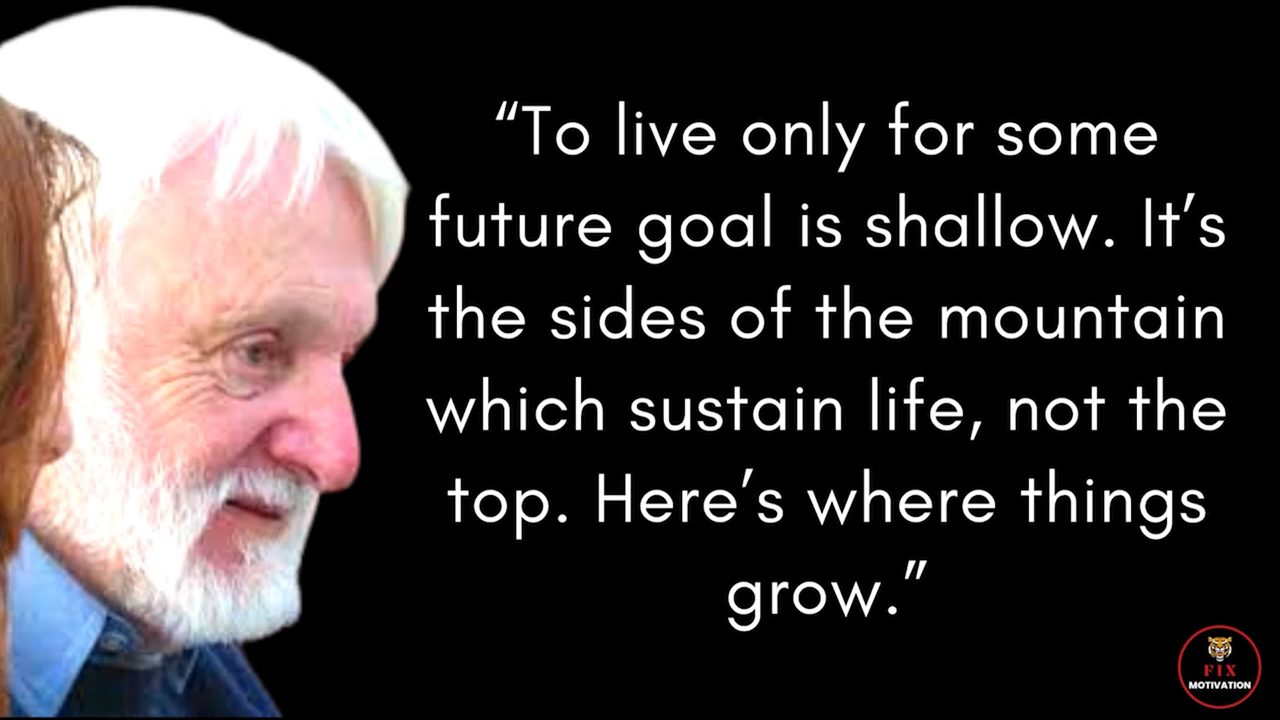 “To live only for some
future goal is shallow. It’s
the sides of the mountain
which sustain life, not the
top. Here’s where things
grow.”
FIX
MOTIVATION